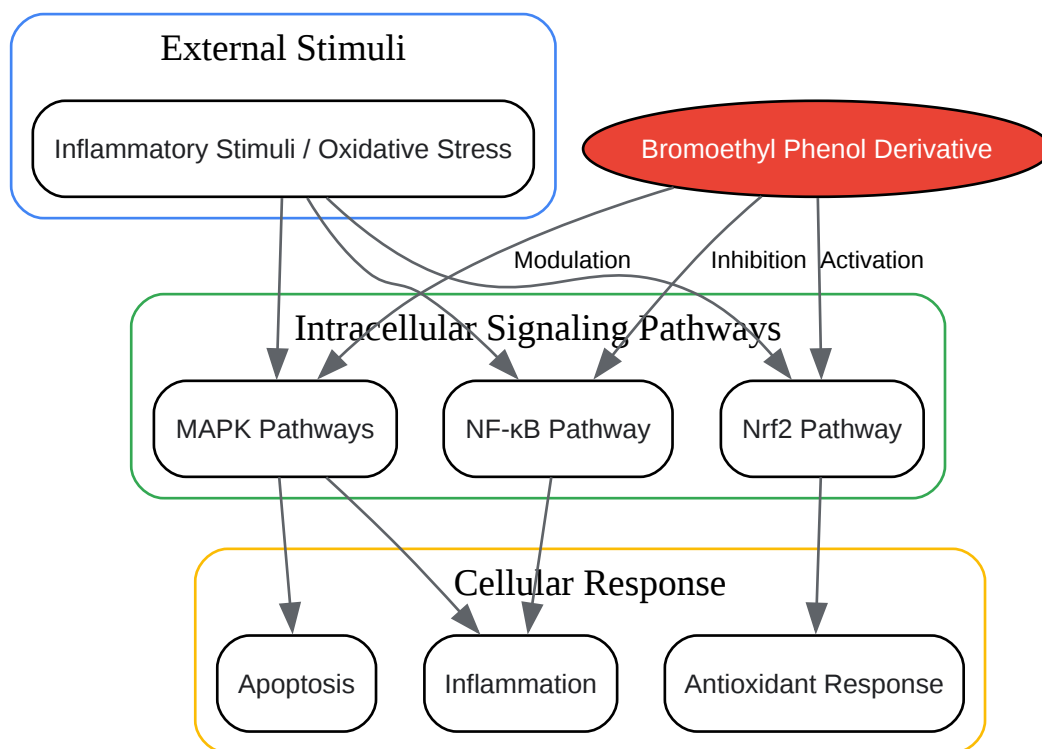 External Stimuli
Inflammatory Stimuli / Oxidative Stress
Bromoethyl Phenol Derivative
Modulation
Inhibition
Activation
Intracellular Signaling Pathways
MAPK Pathways
NF-κB Pathway
Nrf2 Pathway
Cellular Response
Apoptosis
Inflammation
Antioxidant Response